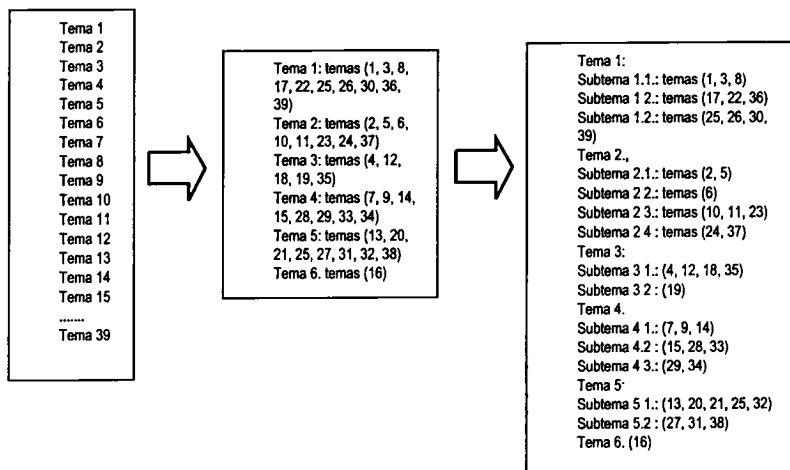 Tema 1
Tema 2
Tema 3
Tema 4
Tema 5
Tema 6
Tema 7
Tema 8
Tema 9
Tema 10
Tema 11
Tema 12
Tema 13
Tema 14
Tema 15
.......
Tema 39
Tema 1: temas (1, 3, 8,
17, 22, 25, 26, 30, 36,
39)
Tema 2: temas (2, 5, 6,
10, 11, 23, 24, 37)
Tema 3: temas (4, 12,
18, 19, 35)
Tema 4: temas (7, 9, 14,
15, 28, 29, 33, 34)
Tema 5: temas (13, 20,
21, 25, 27, 31, 32, 38)
Tema 6. temas (16)
Tema 1:
Subtema 1.1.: temas (1, 3, 8)
Subtema 1 2.: temas (17, 22, 36)
Subtema 1.2.: temas (25, 26, 30,
39)
Tema 2.,
Subtema 2.1.: temas (2, 5)
Subtema 2 2.: temas (6)
Subtema 2 3.: temas (10, 11, 23)
Subtema 2 4 : temas (24, 37)
Tema 3:
Subtema 3 1.: (4, 12, 18, 35)
Subtema 3 2 : (19)
Tema 4.
Subtema 4 1.: (7, 9, 14)
Subtema 4.2 : (15, 28, 33)
Subtema 4 3.: (29, 34)
Tema 5·
Subtema 5 1.: (13, 20, 21, 25, 32)
Subtema 5.2 : (27, 31, 38)
Tema 6. (16)